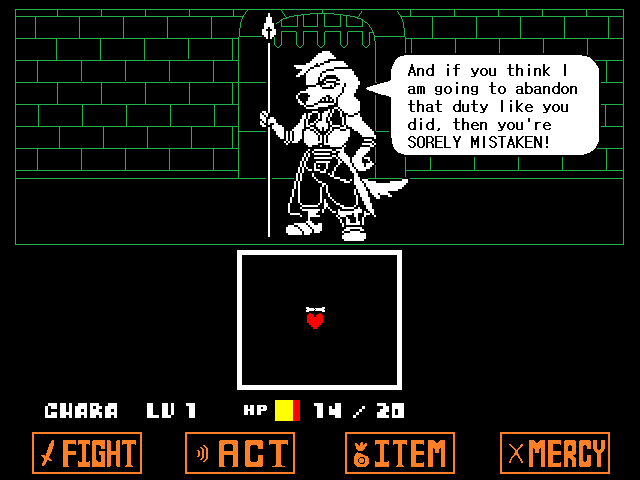 And if you think I
am going to abandon
that duty like you
did, then you're
SORELY MISTAKEN!
CHARA LV 1 HP 14 / 20
FIGHT ACT ITEM MERCY